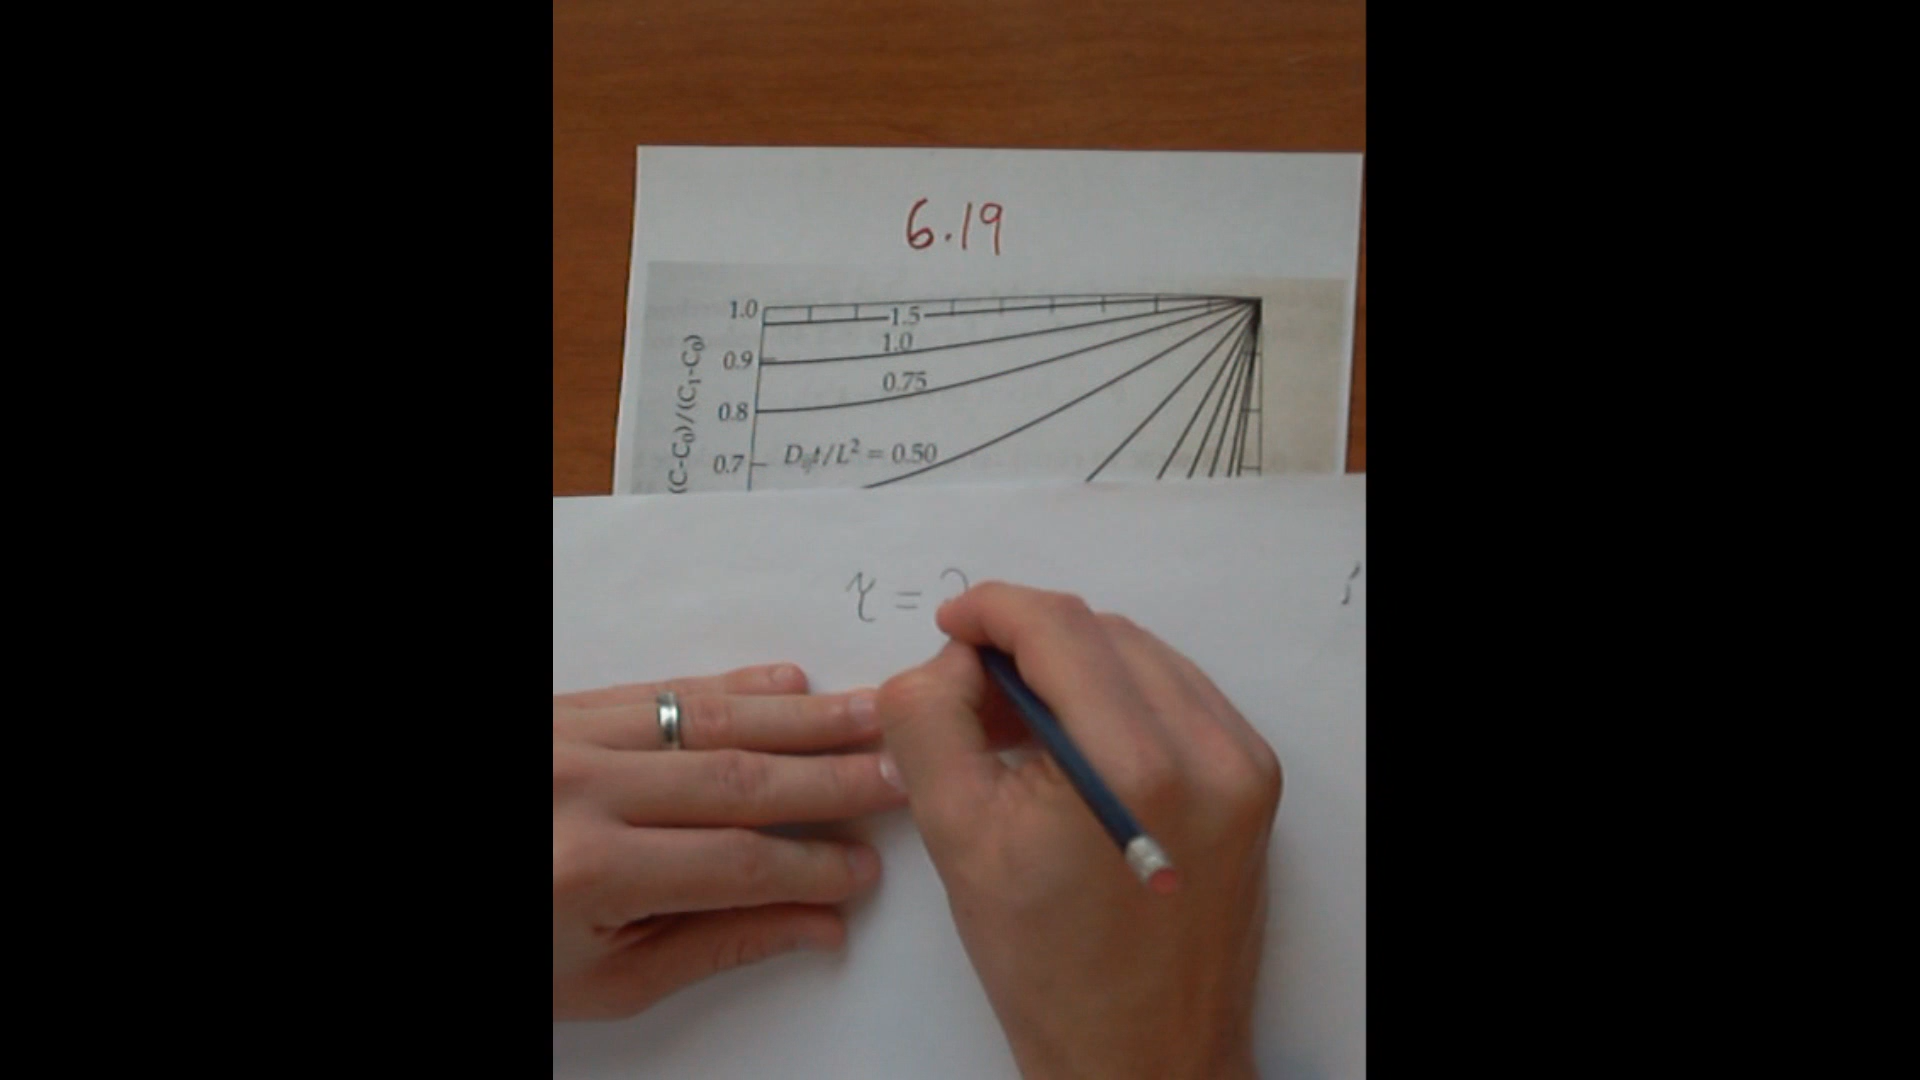 6.19
1.0
1.5
1.0
0.9
0.75
0.8
(C-C₀)/(C₁-C₀)
0.7
Dᵢⱼt/L² = 0.50
τ =